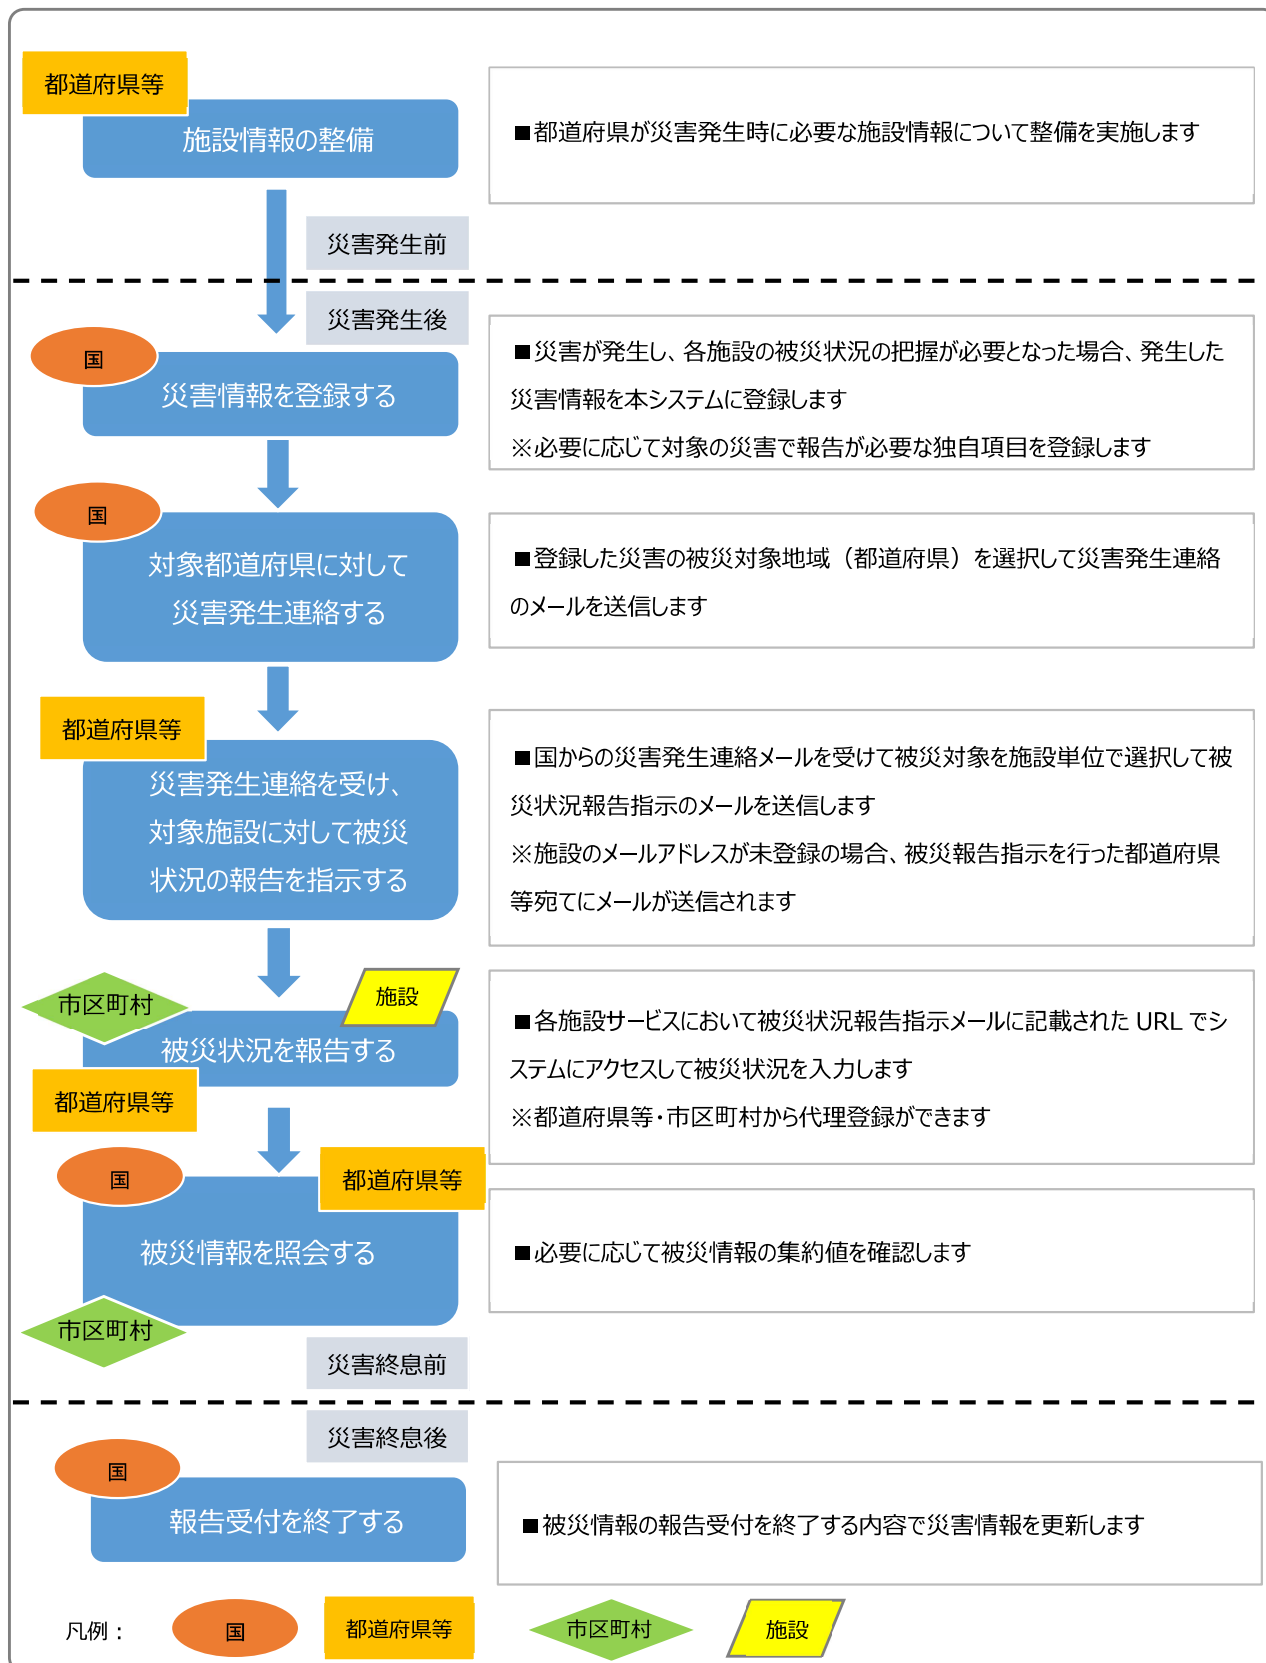 都道府県等
施設情報の整備
■都道府県が災害発生時に必要な施設情報について整備を実施します
災害発生前
災害発生後
国
災害情報を登録する
■災害が発生し、各施設の被災状況の把握が必要となった場合、発生した
災害情報を本システムに登録します
※必要に応じて対象の災害で報告が必要な独自項目を登録します
国
対象都道府県に対して
災害発生連絡する
■登録した災害の被災対象地域（都道府県）を選択して災害発生連絡
のメールを送信します
都道府県等
災害発生連絡を受け、
対象施設に対して被災
状況の報告を指示する
■国からの災害発生連絡メールを受けて被災対象を施設単位で選択して被
災状況報告指示のメールを送信します
※施設のメールアドレスが未登録の場合、被災報告指示を行った都道府県
等宛てにメールが送信されます
市区町村
施設
被災状況を報告する
都道府県等
■各施設サービスにおいて被災状況報告指示メールに記載された URL でシ
ステムにアクセスして被災状況を入力します
※都道府県等・市区町村から代理登録ができます
国
都道府県等
被災情報を照会する
市区町村
■必要に応じて被災情報の集約値を確認します
災害終息前
災害終息後
国
報告受付を終了する
■被災情報の報告受付を終了する内容で災害情報を更新します
凡例：
国
都道府県等
市区町村
施設